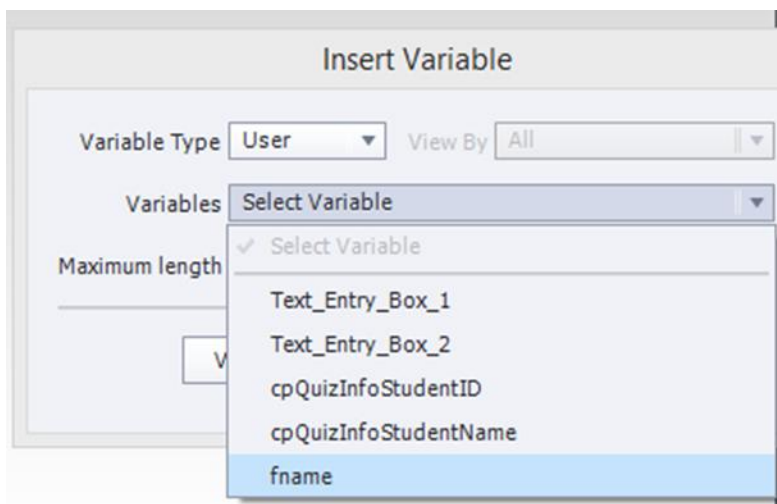 Insert Variable
Variable Type User View By All
Variables Select Variable
Select Variable
Maximum length
Text_Entry_Box_1
Text_Entry_Box_2
V
cpQuizInfoStudentID
cpQuizInfoStudentName
fname